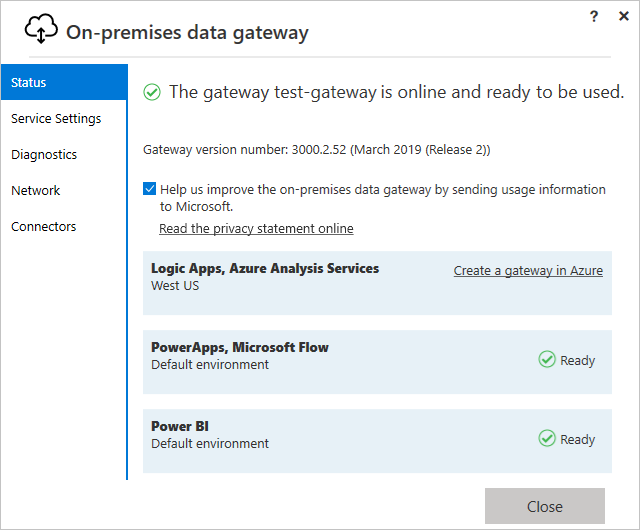 ? ×
On-premises data gateway
Status
Service Settings
Diagnostics
Network
Connectors
The gateway test-gateway is online and ready to be used.
Gateway version number: 3000.2.52 (March 2019 (Release 2))
Help us improve the on-premises data gateway by sending usage information
to Microsoft.
Read the privacy statement online
Logic Apps, Azure Analysis Services
West US
Create a gateway in Azure
PowerApps, Microsoft Flow
Default environment
Ready
Power BI
Default environment
Ready
Close